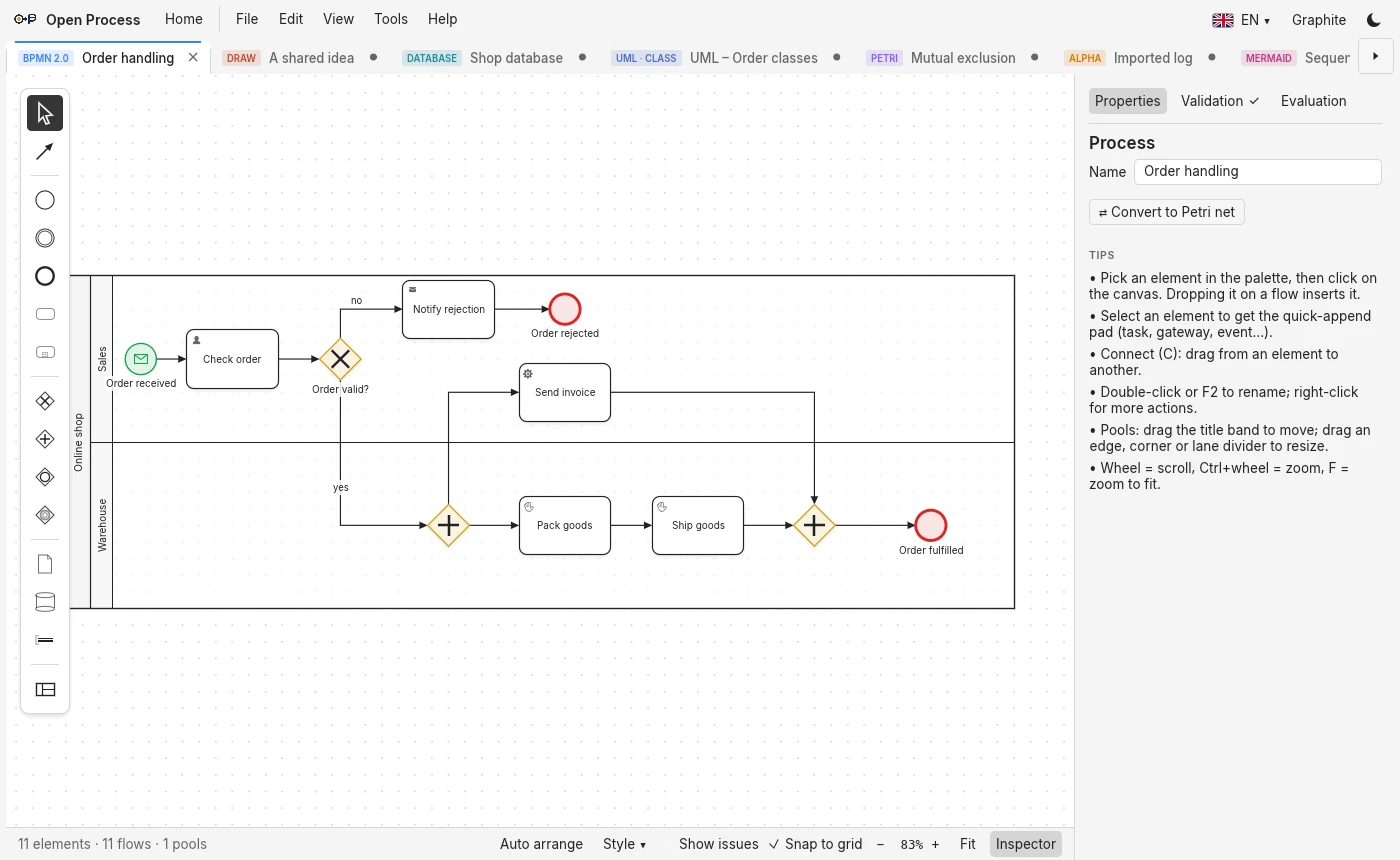 Open Process
Home
File
Edit
View
Tools
Help
EN
Graphite
BPMN 2.0 Order handling
DRAW A shared idea
DATABASE Shop database
UML · CLASS UML – Order classes
PETRI Mutual exclusion
ALPHA Imported log
MERMAID Sequer
Properties
Validation
Evaluation
Process
Name Order handling
⇄ Convert to Petri net
TIPS
• Pick an element in the palette, then click on
the canvas. Dropping it on a flow inserts it.
• Select an element to get the quick-append
pad (task, gateway, event...).
• Connect (C): drag from an element to
another.
• Double-click or F2 to rename; right-click
for more actions.
• Pools: drag the title band to move; drag an
edge, corner or lane divider to resize.
• Wheel = scroll, Ctrl+wheel = zoom, F =
zoom to fit.
Online shop
Sales
Warehouse
Order received
Check order
Order valid?
no
Notify rejection
Order rejected
Send invoice
yes
Pack goods
Ship goods
Order fulfilled
11 elements · 11 flows · 1 pools
Auto arrange
Style
Show issues
Snap to grid
− 83% +
Fit
Inspector